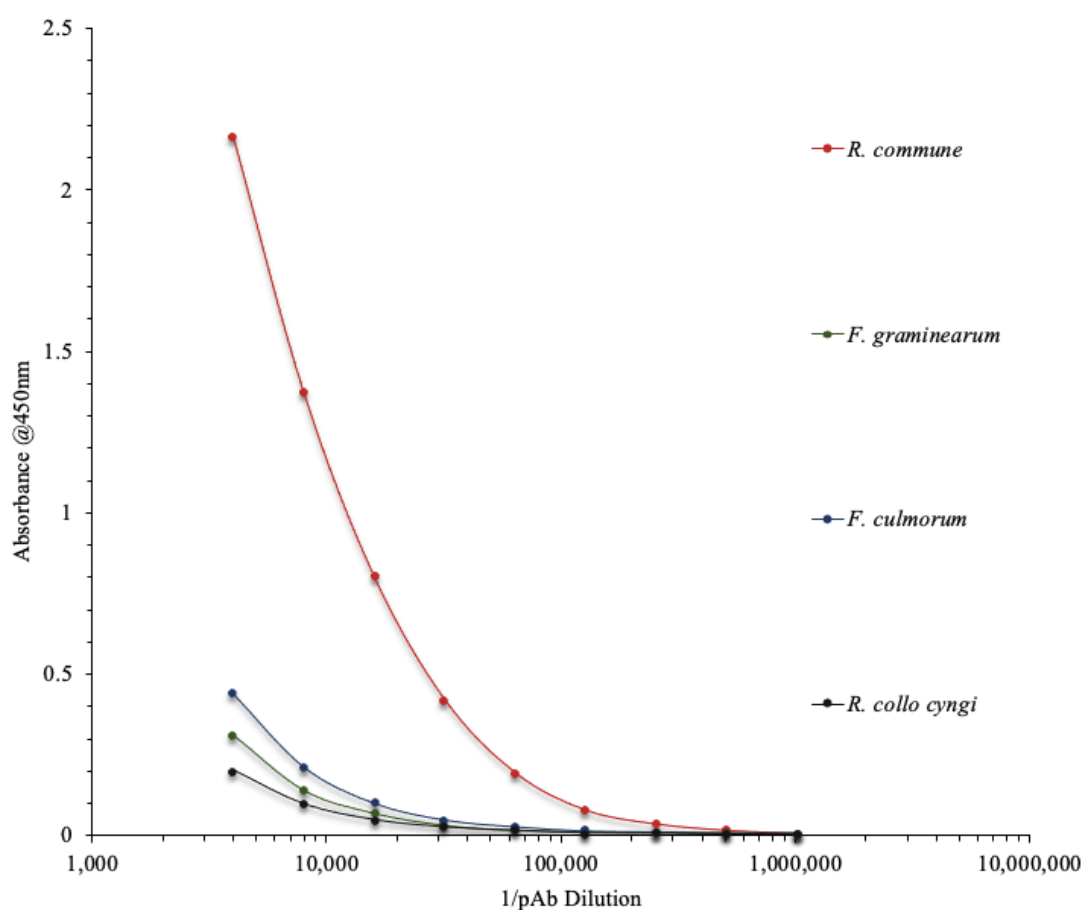 2.5
2
1.5
1
0.5
0
Absorbance @450nm
1,000
10,000
100,000
1,000,000
10,000,000
1/pAb Dilution
R. commune
F. graminearum
F. culmorum
R. collo cyngi